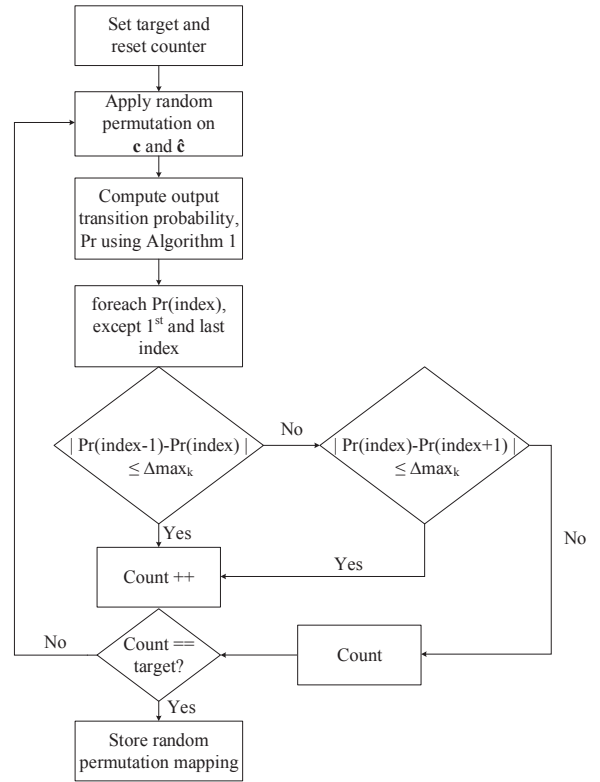 Set target and
reset counter
Apply random
permutation on
c and ĉ
Compute output
transition probability,
Pr using Algorithm 1
foreach Pr(index),
except 1st and last
index
| Pr(index-1)-Pr(index) |
≤ Δmaxk
No
| Pr(index)-Pr(index+1) |
≤ Δmaxk
Yes
Yes
No
Count ++
No
Count ==
target?
Count
Yes
Store random
permutation mapping